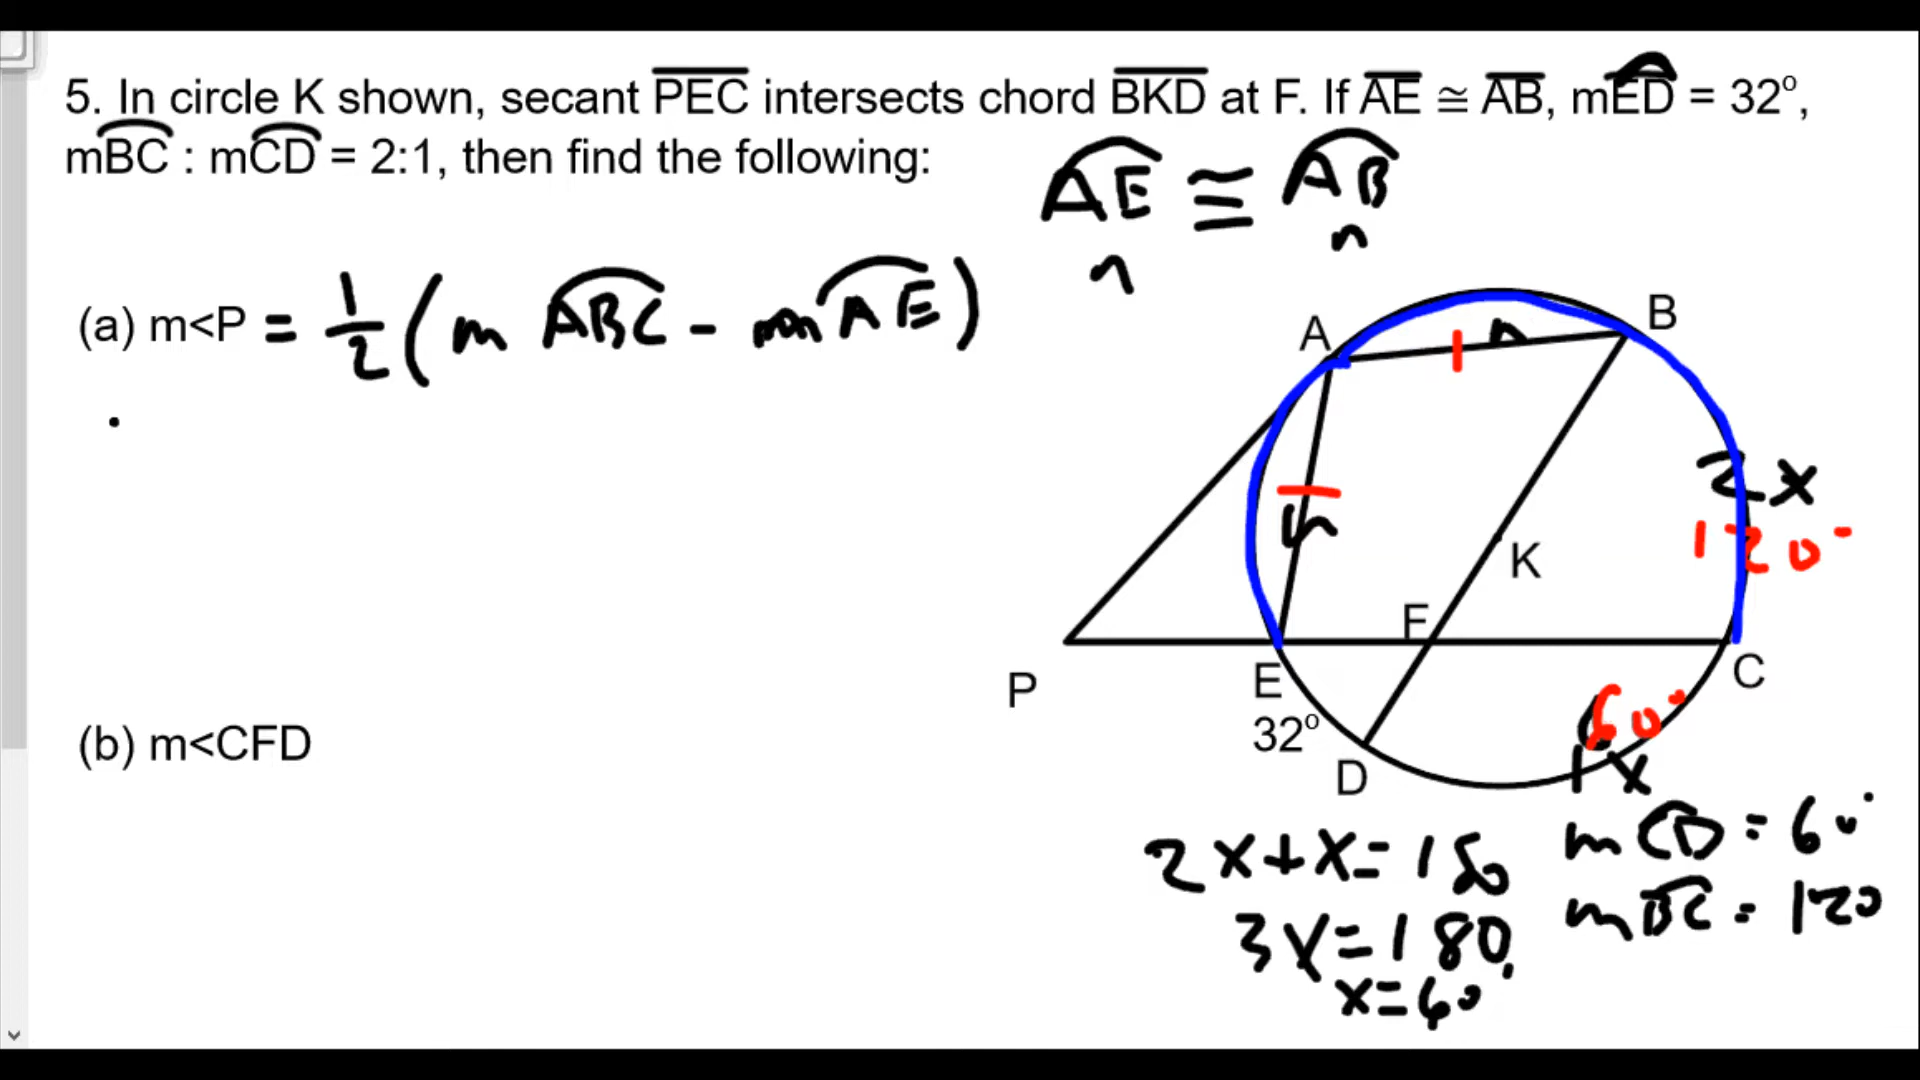 5. In circle K shown, secant PEC intersects chord BKD at F. If AE ≅ AB, mED = 32°,
mBC : mCD = 2:1, then find the following:
AE ≅ AB
n n
(a) m<P = 1/2 (m ABC - m AE)
A
B
n
n
2x
120°
K
F
P
E
C
32°
D
60°
1x
(b) m<CFD
2x+x=180
3x=180
x=60
mCD = 60°
mBC = 120